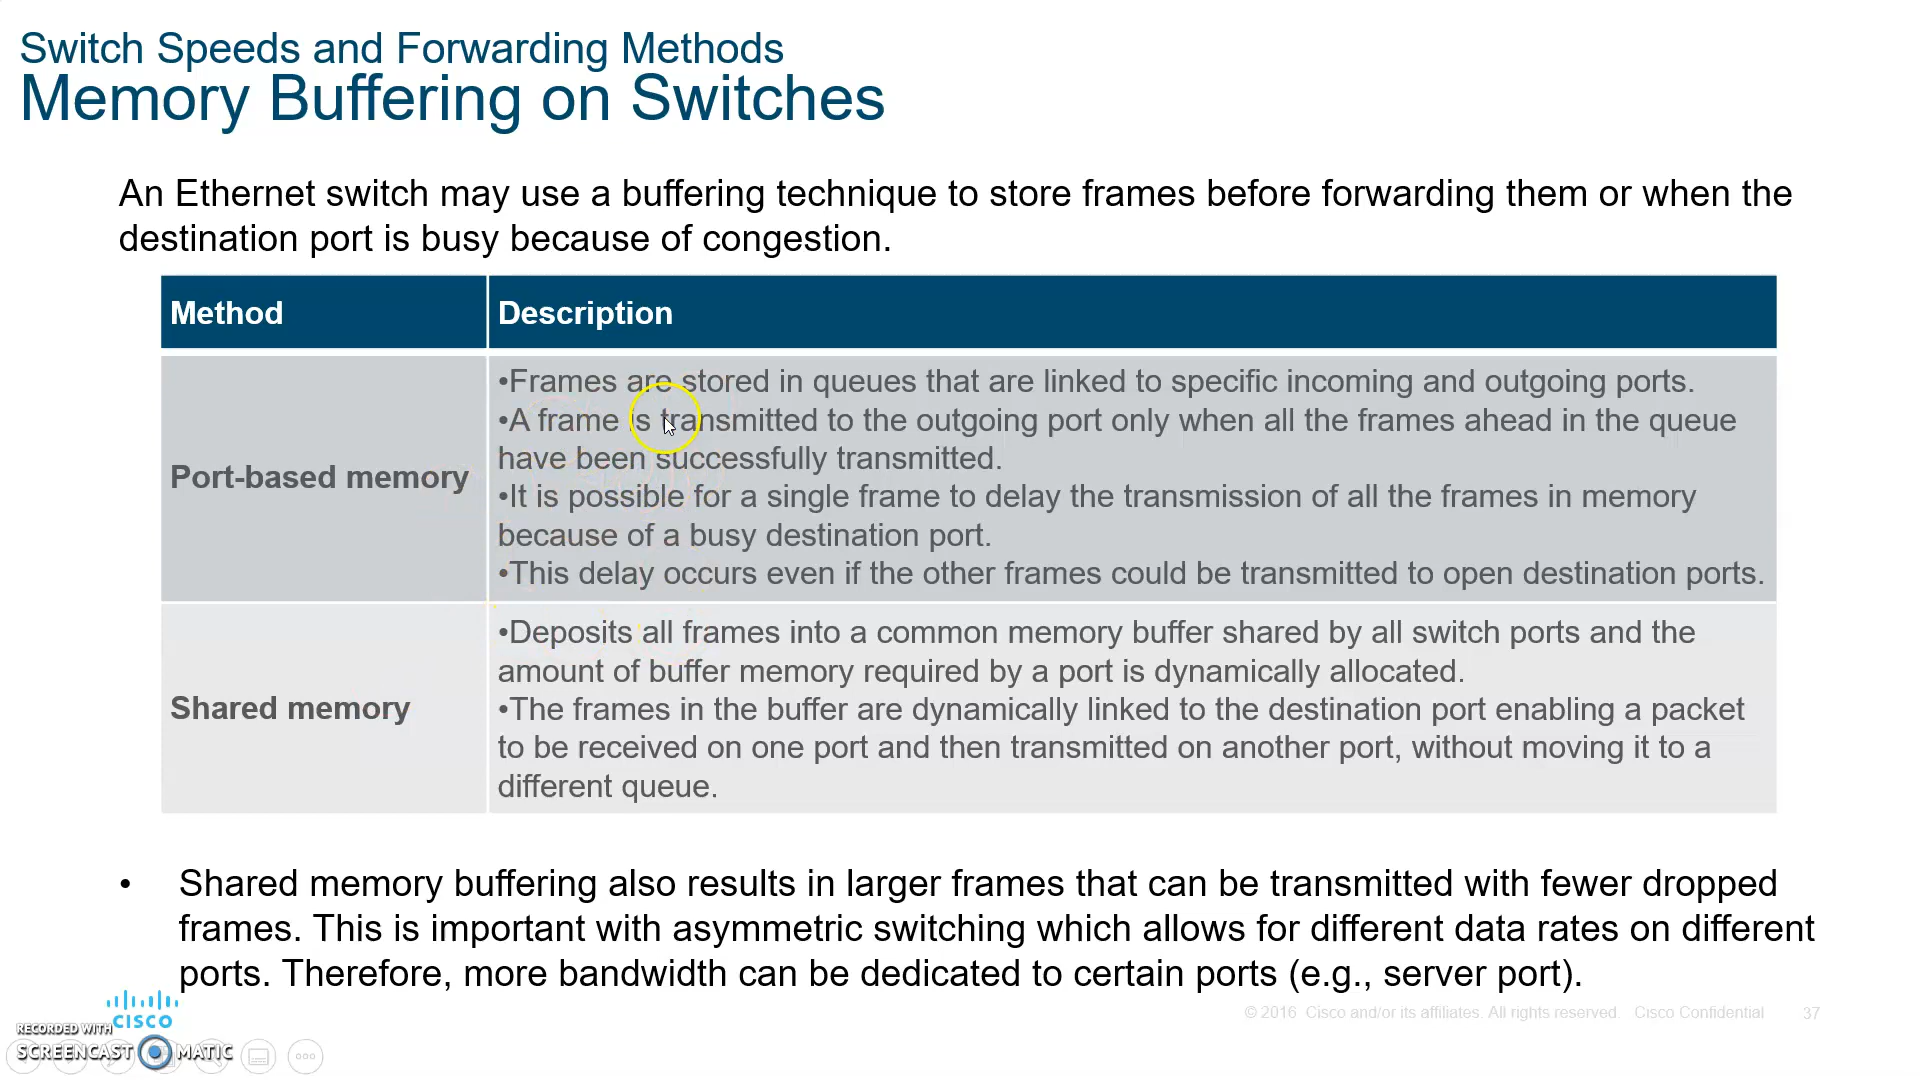 Switch Speeds and Forwarding Methods
Memory Buffering on Switches
An Ethernet switch may use a buffering technique to store frames before forwarding them or when the
destination port is busy because of congestion.
Method
Description
Port-based memory
•Frames are stored in queues that are linked to specific incoming and outgoing ports.
•A frame is transmitted to the outgoing port only when all the frames ahead in the queue
have been successfully transmitted.
•It is possible for a single frame to delay the transmission of all the frames in memory
because of a busy destination port.
•This delay occurs even if the other frames could be transmitted to open destination ports.
Shared memory
•Deposits all frames into a common memory buffer shared by all switch ports and the
amount of buffer memory required by a port is dynamically allocated.
•The frames in the buffer are dynamically linked to the destination port enabling a packet
to be received on one port and then transmitted on another port, without moving it to a
different queue.
• Shared memory buffering also results in larger frames that can be transmitted with fewer dropped
frames. This is important with asymmetric switching which allows for different data rates on different
ports. Therefore, more bandwidth can be dedicated to certain ports (e.g., server port).
CISCO
© 2016 Cisco and/or its affiliates. All rights reserved. Cisco Confidential 37
RECORDED WITH
SCREENCAST MATIC